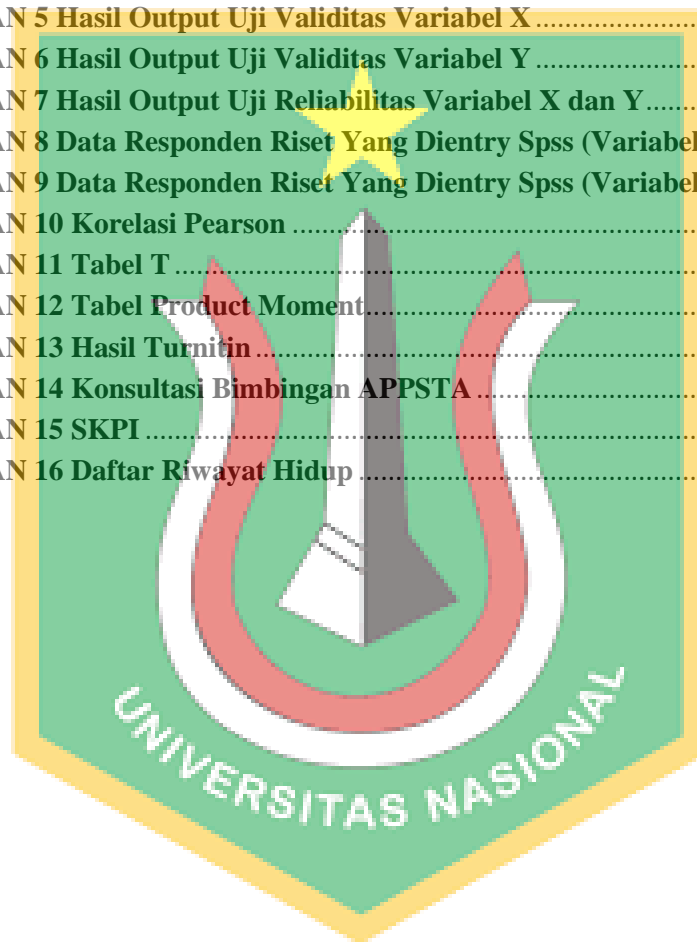 AN 5 Hasil Output Uji Validitas Variabel X
AN 6 Hasil Output Uji Validitas Variabel Y
AN 7 Hasil Output Uji Reliabilitas Variabel X dan Y
AN 8 Data Responden Riset Yang Dientry Spss (Variabel
AN 9 Data Responden Riset Yang Dientry Spss (Variabel
AN 10 Korelasi Pearson
AN 11 Tabel T
AN 12 Tabel Product Moment
AN 13 Hasil Turnitin
AN 14 Konsultasi Bimbingan APPSTA
AN 15 SKPI
AN 16 Daftar Riwayat Hidup
UNIVERSITAS NASIONAL